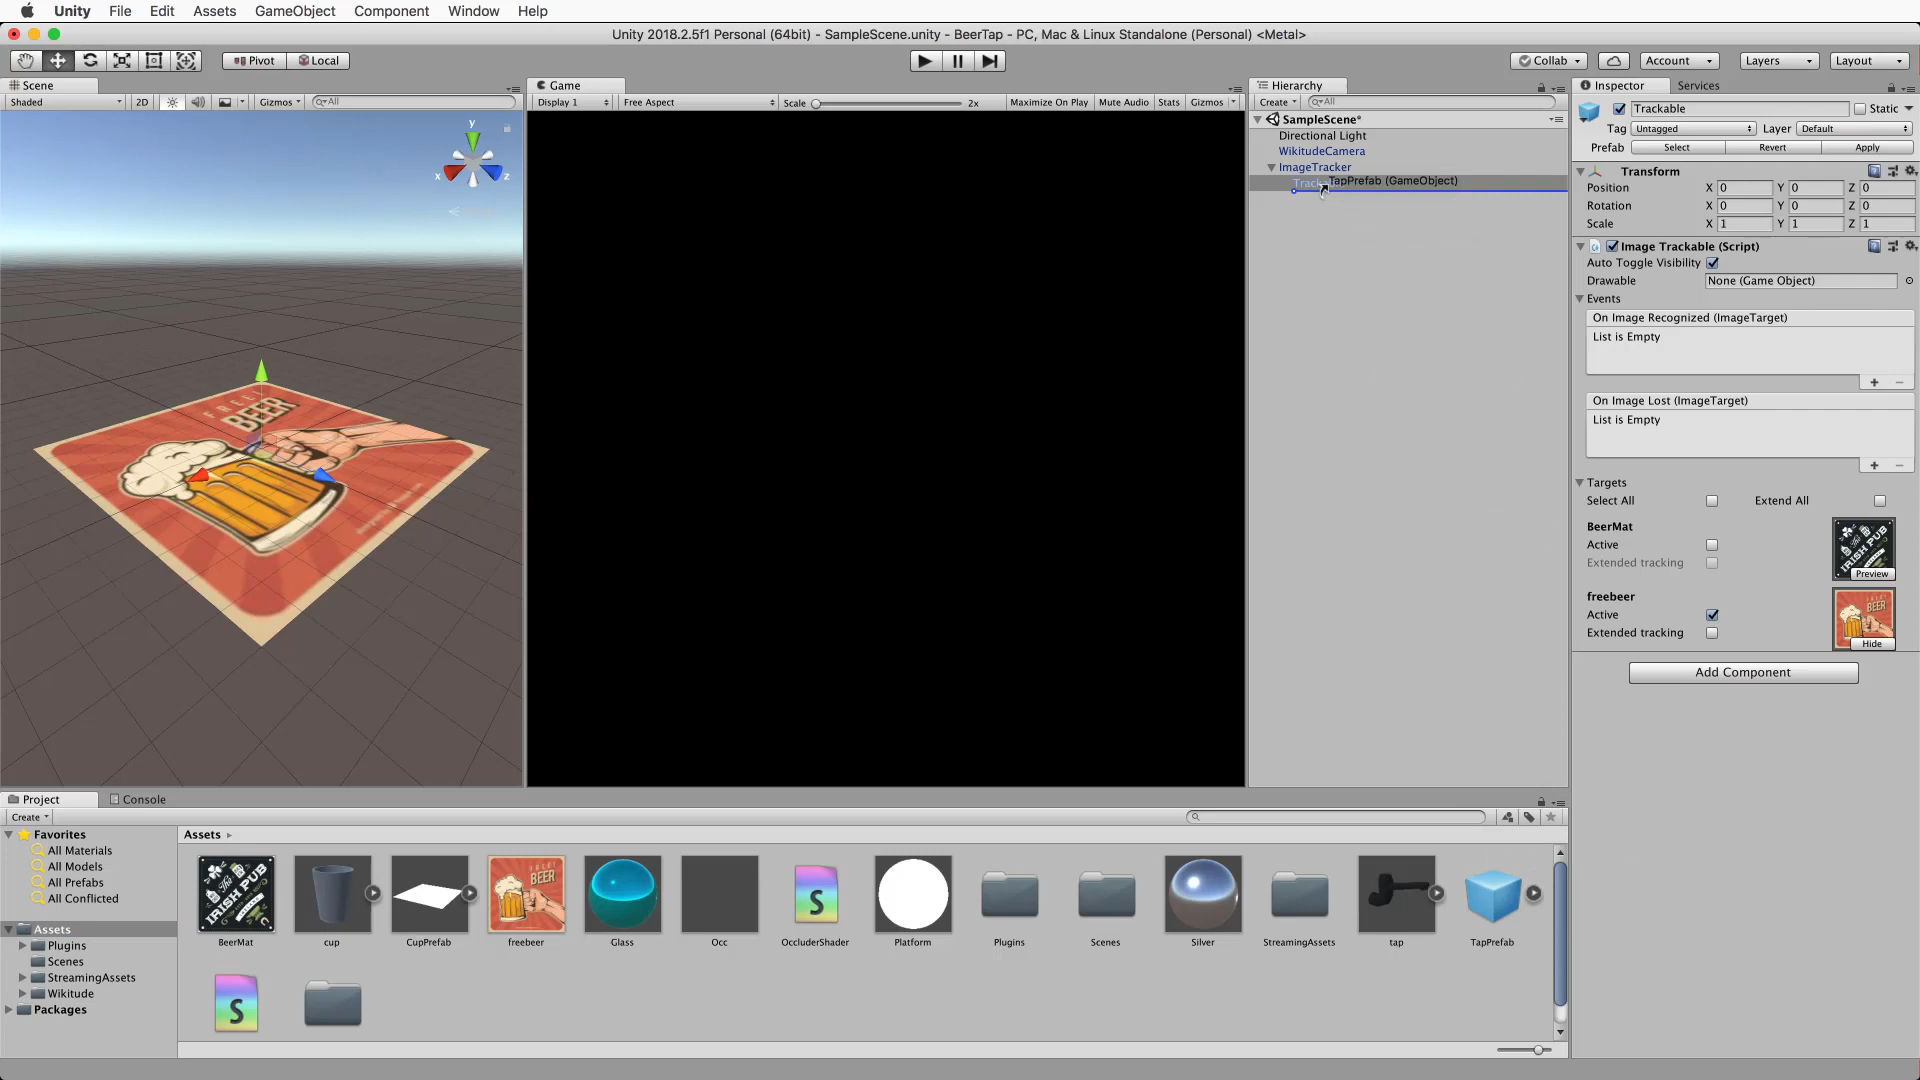 Unity File Edit Assets GameObject Component Window Help
Unity 2018.2.5f1 Personal (64bit) - SampleScene.unity - BeerTap - PC, Mac & Linux Standalone (Personal) <Metal>
Pivot Local Collab Account Layers Layout
Scene
Shaded 2D Gizmos All
y
x z
Game
Display 1 Free Aspect Scale 2x Maximize On Play Mute Audio Stats Gizmos
Hierarchy
Create All
SampleScene*
Directional Light
WikitudeCamera
ImageTracker
TapPrefab (GameObject)
Inspector Services
Trackable Static
Tag Untagged Layer Default
Prefab Select Revert Apply
Transform
Position X 0 Y 0 Z 0
Rotation X 0 Y 0 Z 0
Scale X 1 Y 1 Z 1
Image Trackable (Script)
Auto Toggle Visibility
Drawable None (Game Object)
Events
On Image Recognized (ImageTarget)
List is Empty
+ −
On Image Lost (ImageTarget)
List is Empty
+ −
Targets
Select All Extend All
BeerMat
Active
Extended tracking
IRISH PUB
Preview
freebeer
Active
Extended tracking
BEER
Hide
Add Component
FREE
BEER
Project Console
Create
Favorites
All Materials
All Models
All Prefabs
All Conflicted
Assets
Plugins
Scenes
StreamingAssets
Wikitude
Packages
Assets
IRISH PUB
BEER
S
BeerMat cup CupPrefab freebeer Glass Occ OccluderShader Platform Plugins Scenes Silver StreamingAssets tap TapPrefab
S